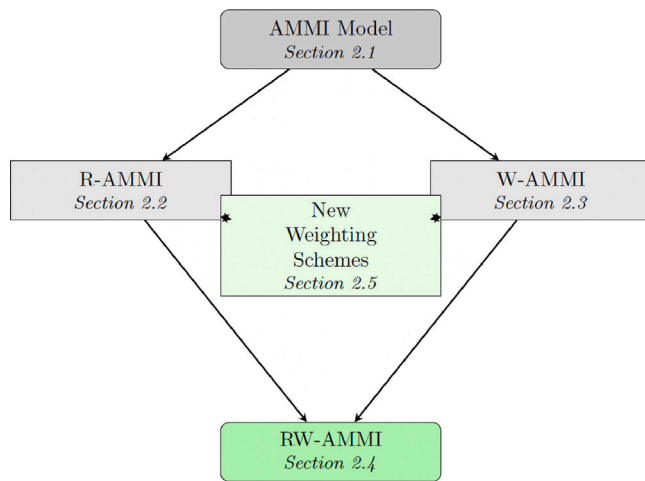 AMMI Model
Section 2.1
R-AMMI
Section 2.2
W-AMMI
Section 2.3
New
Weighting
Schemes
Section 2.5
RW-AMMI
Section 2.4